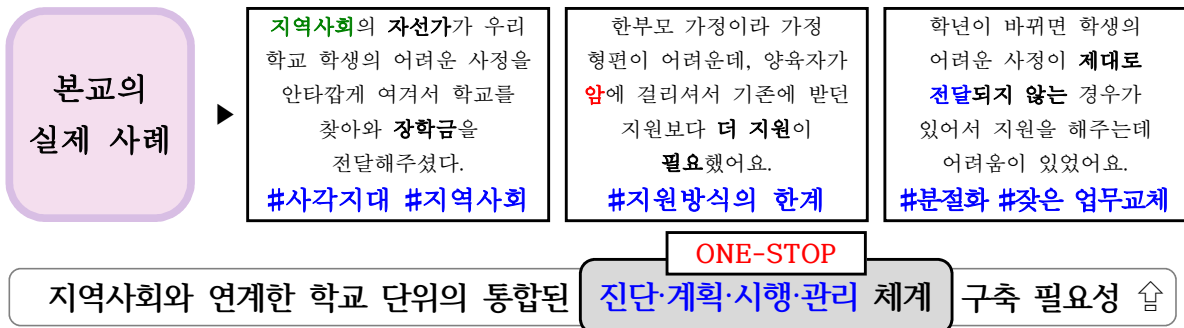 본교의
실제 사례
▶
지역사회의 자선가가 우리
학교 학생의 어려운 사정을
안타깝게 여겨서 학교를
찾아와 장학금을
전달해주셨다.
#사각지대 #지역사회
한부모 가정이라 가정
형편이 어려운데, 양육자가
암에 걸리셔서 기존에 받던
지원보다 더 지원이
필요했어요.
#지원방식의 한계
학년이 바뀌면 학생의
어려운 사정이 제대로
전달되지 않는 경우가
있어서 지원을 해주는데
어려움이 있었어요.
#분절화 #잦은 업무교체
ONE-STOP
지역사회와 연계한 학교 단위의 통합된 진단·계획·시행·관리 체계 구축 필요성 ⇧